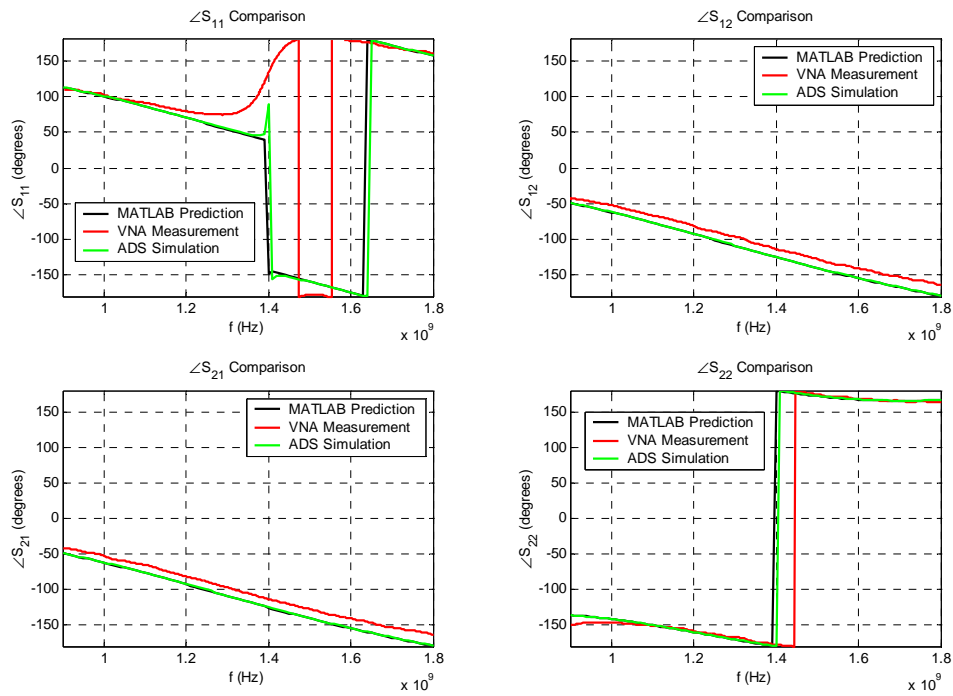 ∠S11 Comparison
150
100
50
0
-50
-100
-150
∠S11 (degrees)
MATLAB Prediction
VNA Measurement
ADS Simulation
1
1.2
1.4
1.6
1.8
f (Hz)
x 10^9
∠S12 Comparison
150
100
50
0
-50
-100
-150
∠S12 (degrees)
MATLAB Prediction
VNA Measurement
ADS Simulation
1
1.2
1.4
1.6
1.8
f (Hz)
x 10^9
∠S21 Comparison
150
100
50
0
-50
-100
-150
∠S21 (degrees)
MATLAB Prediction
VNA Measurement
ADS Simulation
1
1.2
1.4
1.6
1.8
f (Hz)
x 10^9
∠S22 Comparison
150
100
50
0
-50
-100
-150
∠S22 (degrees)
MATLAB Prediction
VNA Measurement
ADS Simulation
1
1.2
1.4
1.6
1.8
f (Hz)
x 10^9